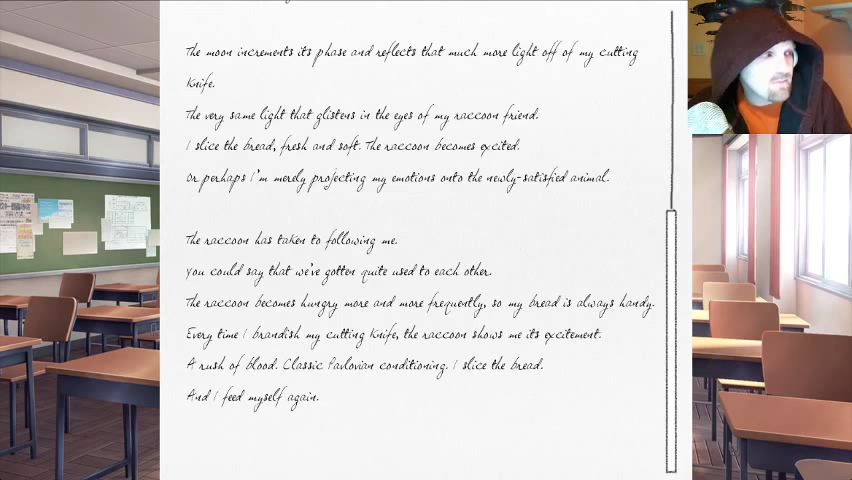 The moon increments its phase and reflects that much more light off of my cutting
knife.
The very same light that glistens in the eyes of my raccoon friend.
I slice the bread, fresh and soft. The raccoon becomes excited.
Or perhaps I'm merely projecting my emotions onto the newly-satisfied animal.
The raccoon has taken to following me.
You could say that we've gotten quite used to each other.
The raccoon becomes hungry more and more frequently, so my bread is always handy.
Every time I brandish my cutting knife, the raccoon shows me its excitement.
A rush of blood. Classic Pavlovian conditioning. I slice the bread.
And I feed myself again.